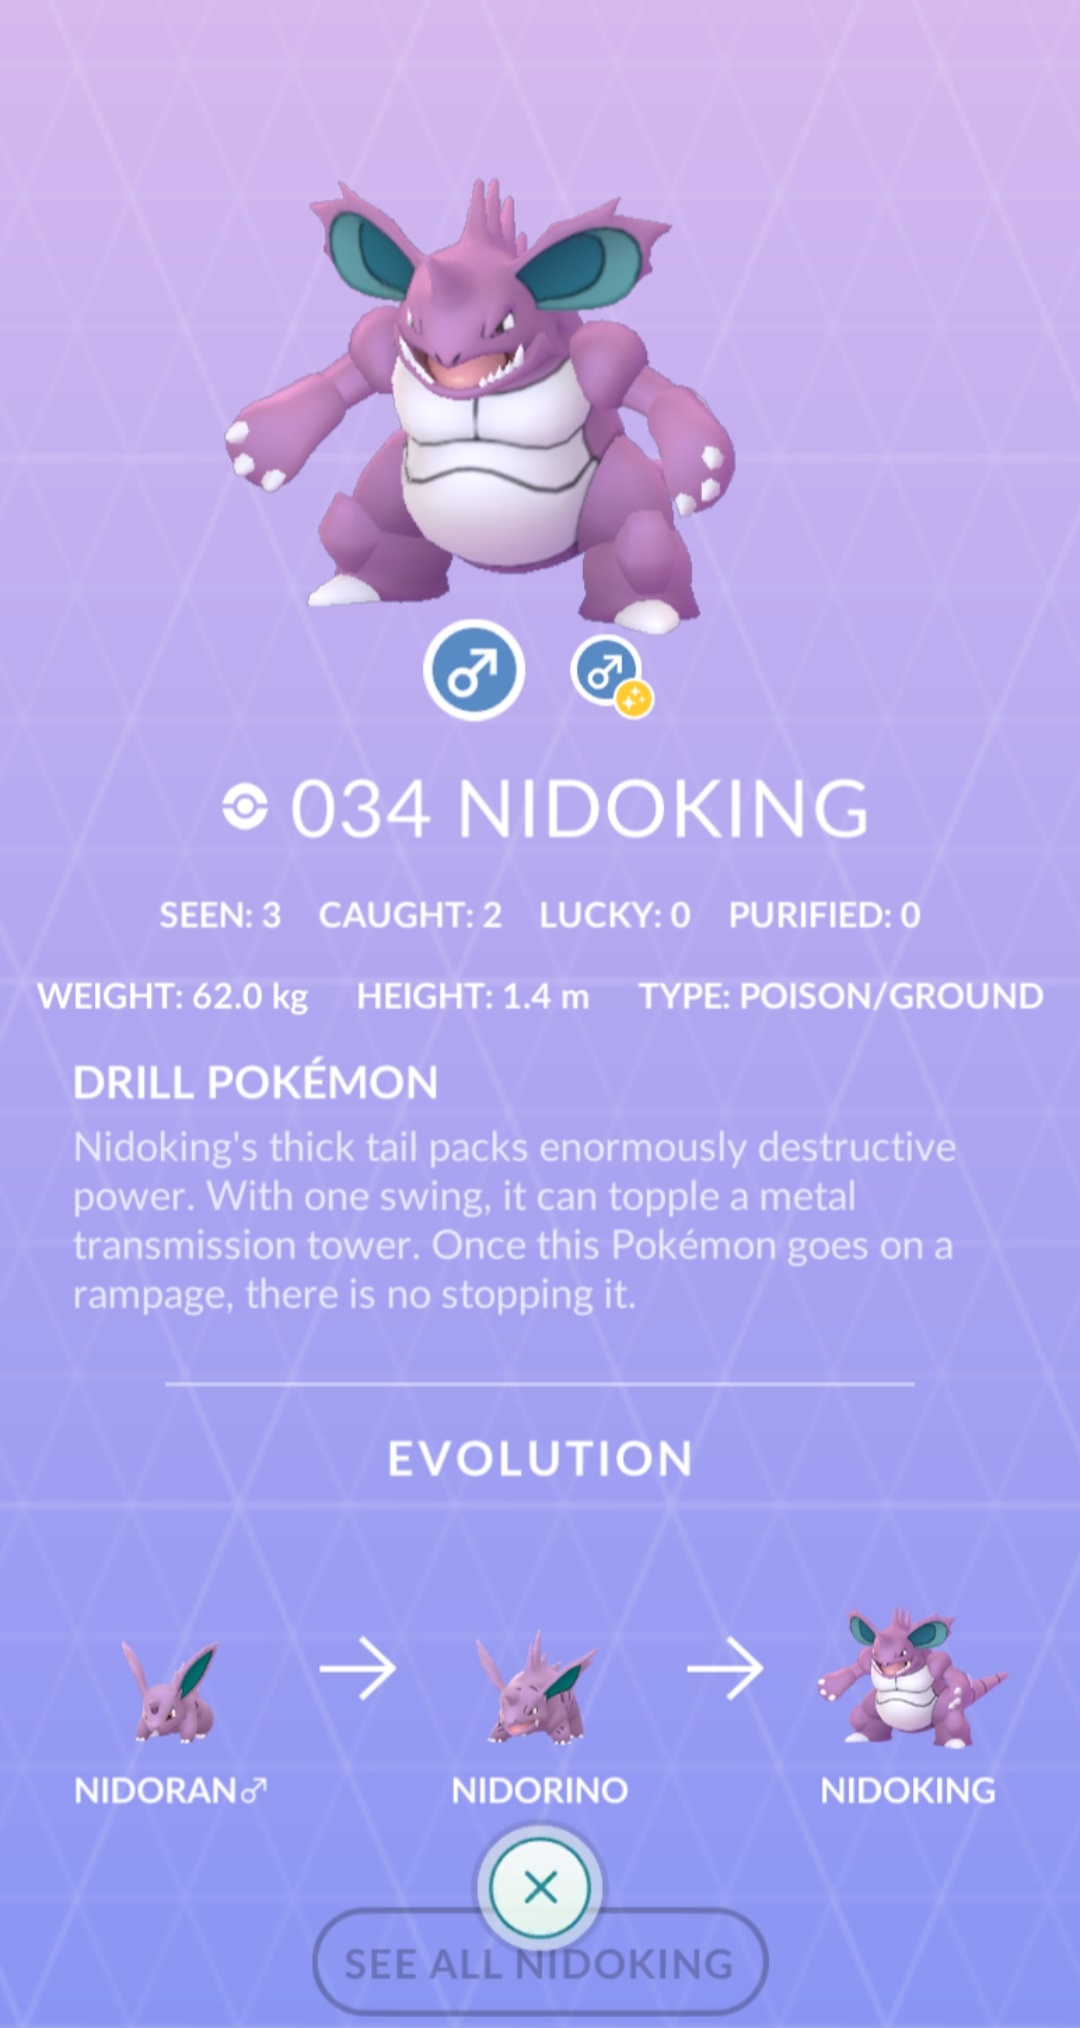 034 NIDOKING
SEEN: 3 CAUGHT: 2 LUCKY: 0 PURIFIED: 0
WEIGHT: 62.0 kg HEIGHT: 1.4 m TYPE: POISON/GROUND
DRILL POKÉMON
Nidoking's thick tail packs enormously destructive
power. With one swing, it can topple a metal
transmission tower. Once this Pokémon goes on a
rampage, there is no stopping it.
EVOLUTION
NIDORAN♂ NIDORINO NIDOKING
SEE ALL NIDOKING